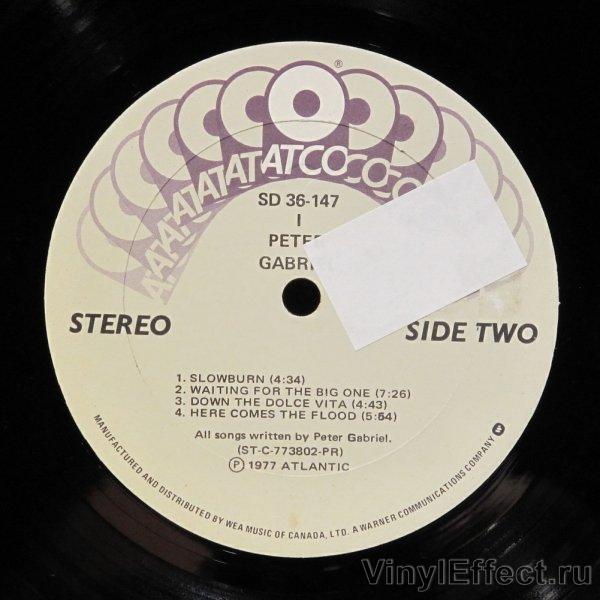 ®
ATCO
SD 36-147
I
PETER
GABRI
STEREO
SIDE TWO
1. SLOWBURN (4:34)
2. WAITING FOR THE BIG ONE (7:26)
3. DOWN THE DOLCE VITA (4:43)
4. HERE COMES THE FLOOD (5:54)
All songs written by Peter Gabriel.
(ST-C-773802-PR)
Ⓟ 1977 ATLANTIC
MANUFACTURED AND DISTRIBUTED BY WEA MUSIC OF CANADA, LTD. A WARNER COMMUNICATIONS COMPANY
VinylEffect.ru